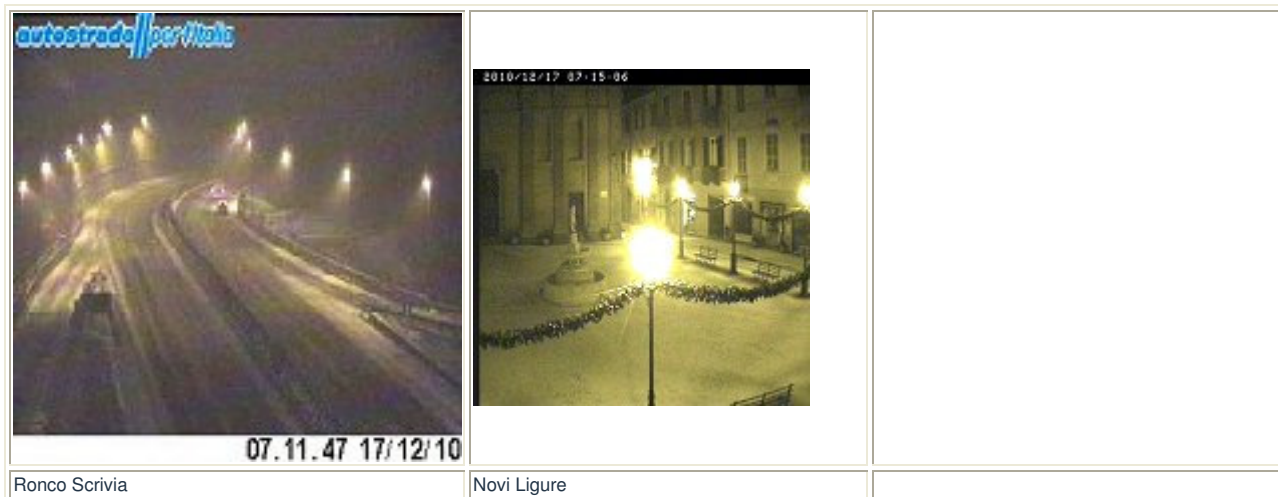 autostrade per l'italia
2010/12/17 07:15:06
07.11.47 17/12/10
Ronco Scrivia
Novi Ligure